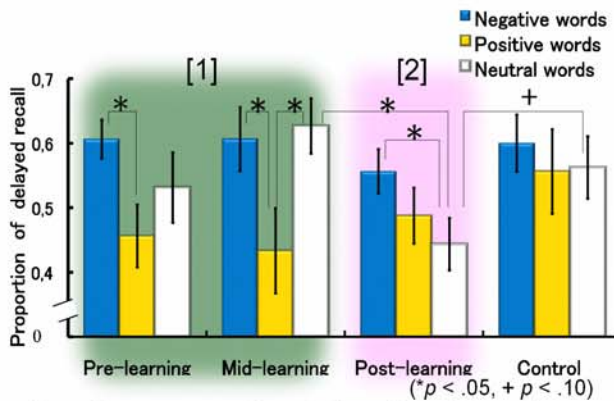 Negative words
Positive words
Neutral words
[1]
[2]
Proportion of delayed recall
0,7
0,6
0,5
0,4
0
*
*
*
*
*
+
Pre-learning
Mid-learning
Post-learning
Control
(*p < .05, + p < .10)